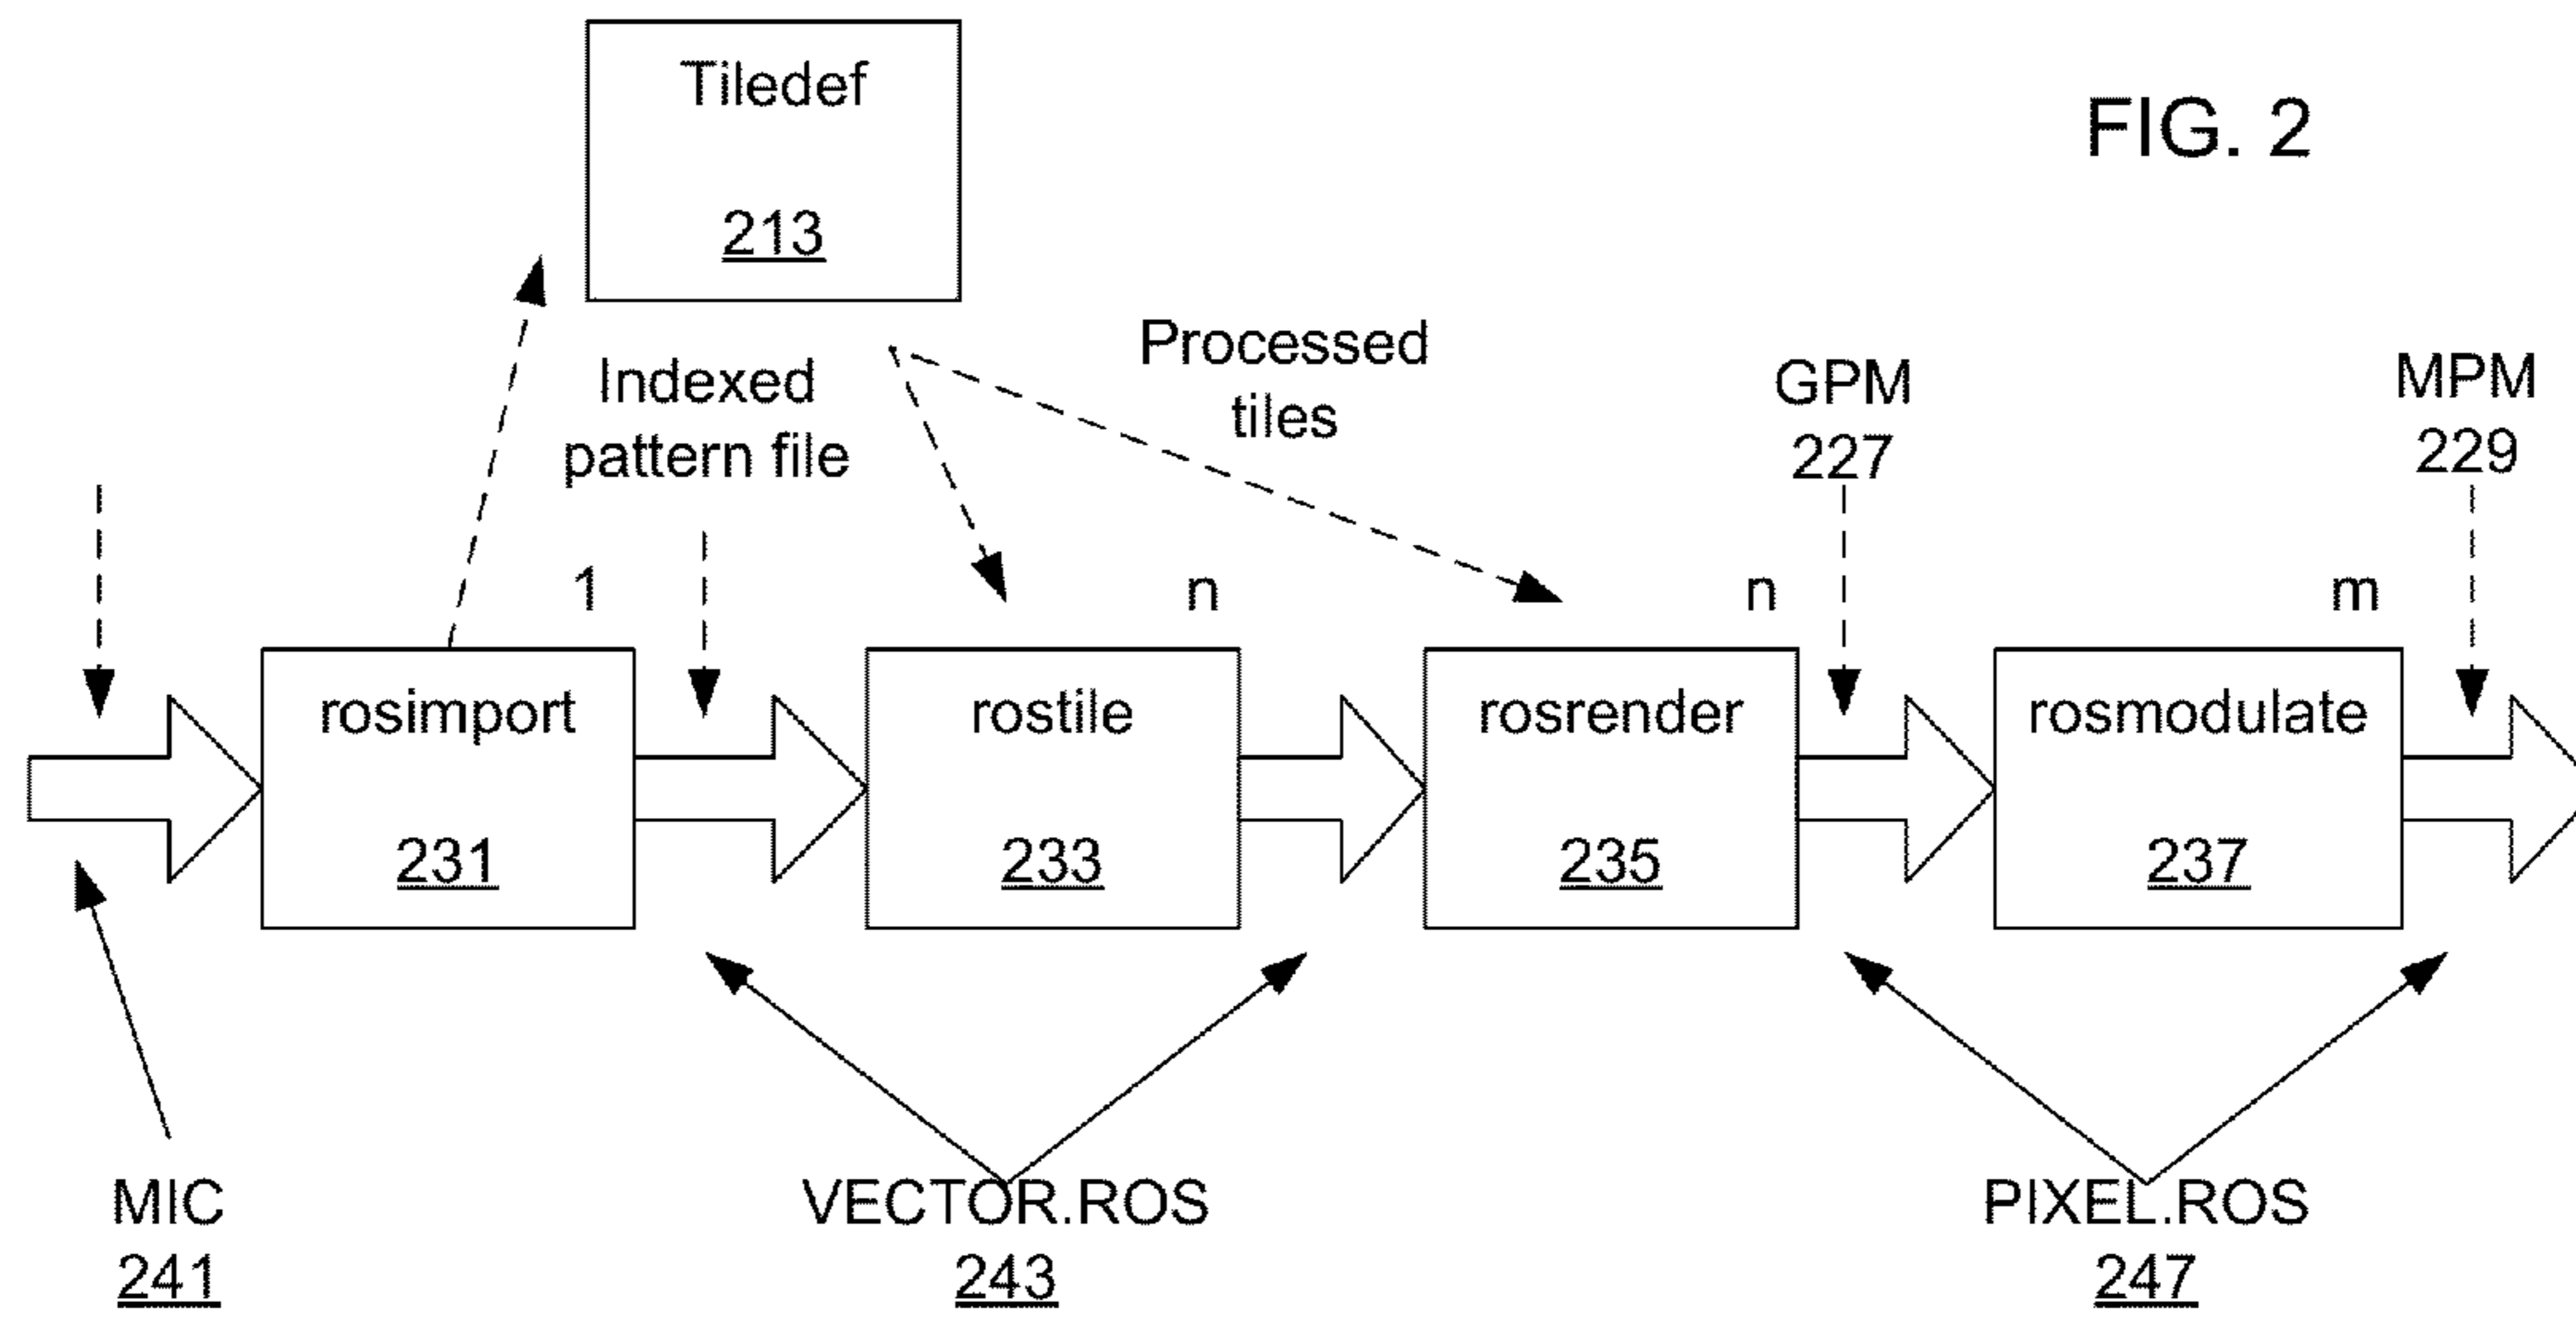 Tiledef
213
FIG. 2
Indexed
pattern file
Processed
tiles
GPM
227
MPM
229
1
n
n
m
rosimport
231
rostile
233
rosrender
235
rosmodulate
237
MIC
241
VECTOR.ROS
243
PIXEL.ROS
247